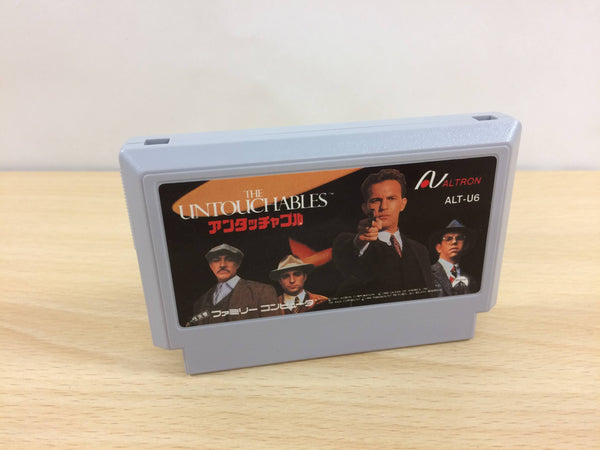 THE
UNTOUCHABLES™
アンタッチャブル
ALTRON
ALT-U6
ファミリー コンピュータ